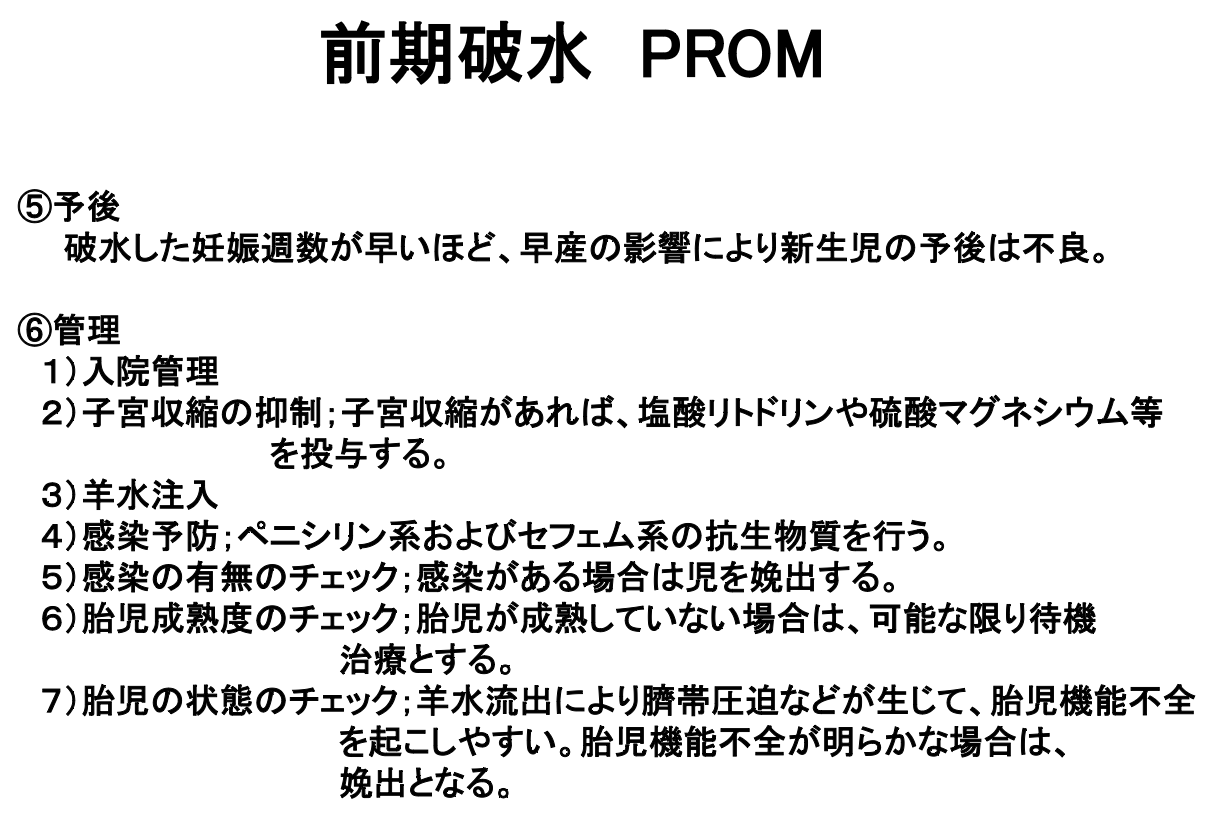 前期破水　PROM
⑤予後
破水した妊娠週数が早いほど、早産の影響により新生児の予後は不良。
⑥管理
１）入院管理
２）子宮収縮の抑制；子宮収縮があれば、塩酸リトドリンや硫酸マグネシウム等
を投与する。
３）羊水注入
４）感染予防；ペニシリン系およびセフェム系の抗生物質を行う。
５）感染の有無のチェック；感染がある場合は児を娩出する。
６）胎児成熟度のチェック；胎児が成熟していない場合は、可能な限り待機
治療とする。
７）胎児の状態のチェック；羊水流出により臍帯圧迫などが生じて、胎児機能不全
を起こしやすい。胎児機能不全が明らかな場合は、
娩出となる。